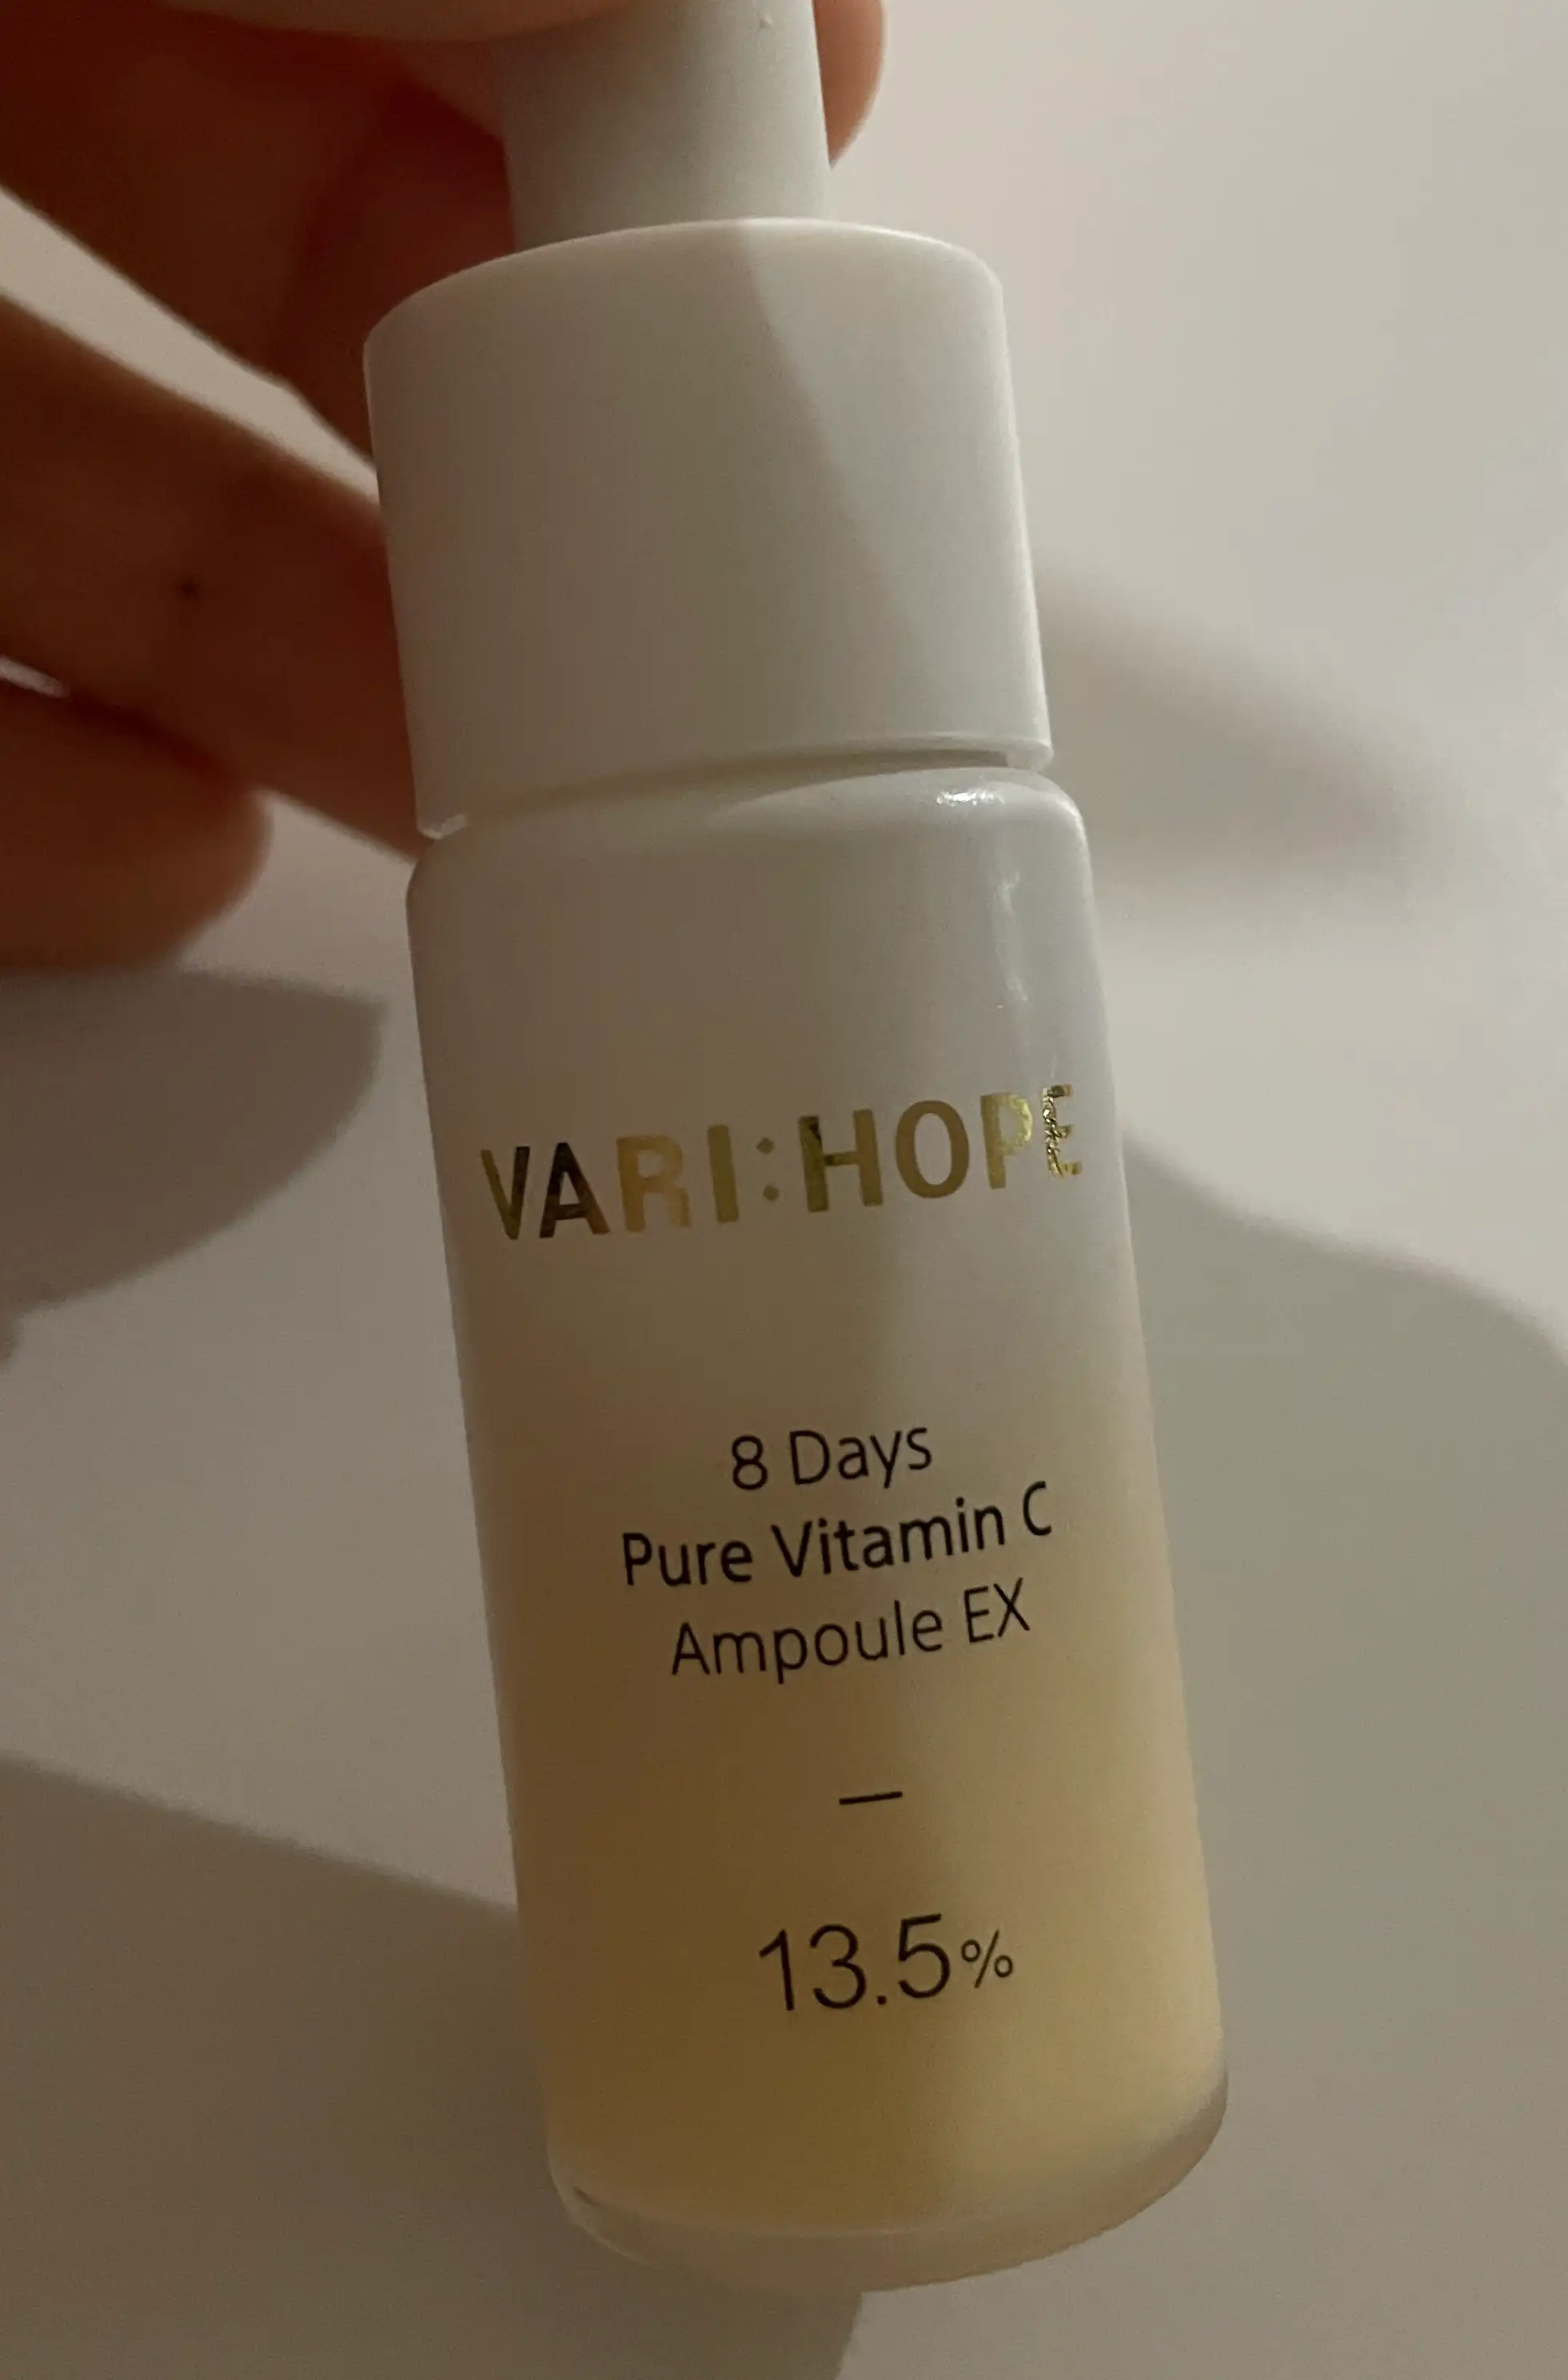 VARI:HOPE
8 Days
Pure Vitamin C
Ampoule EX
—
13.5%